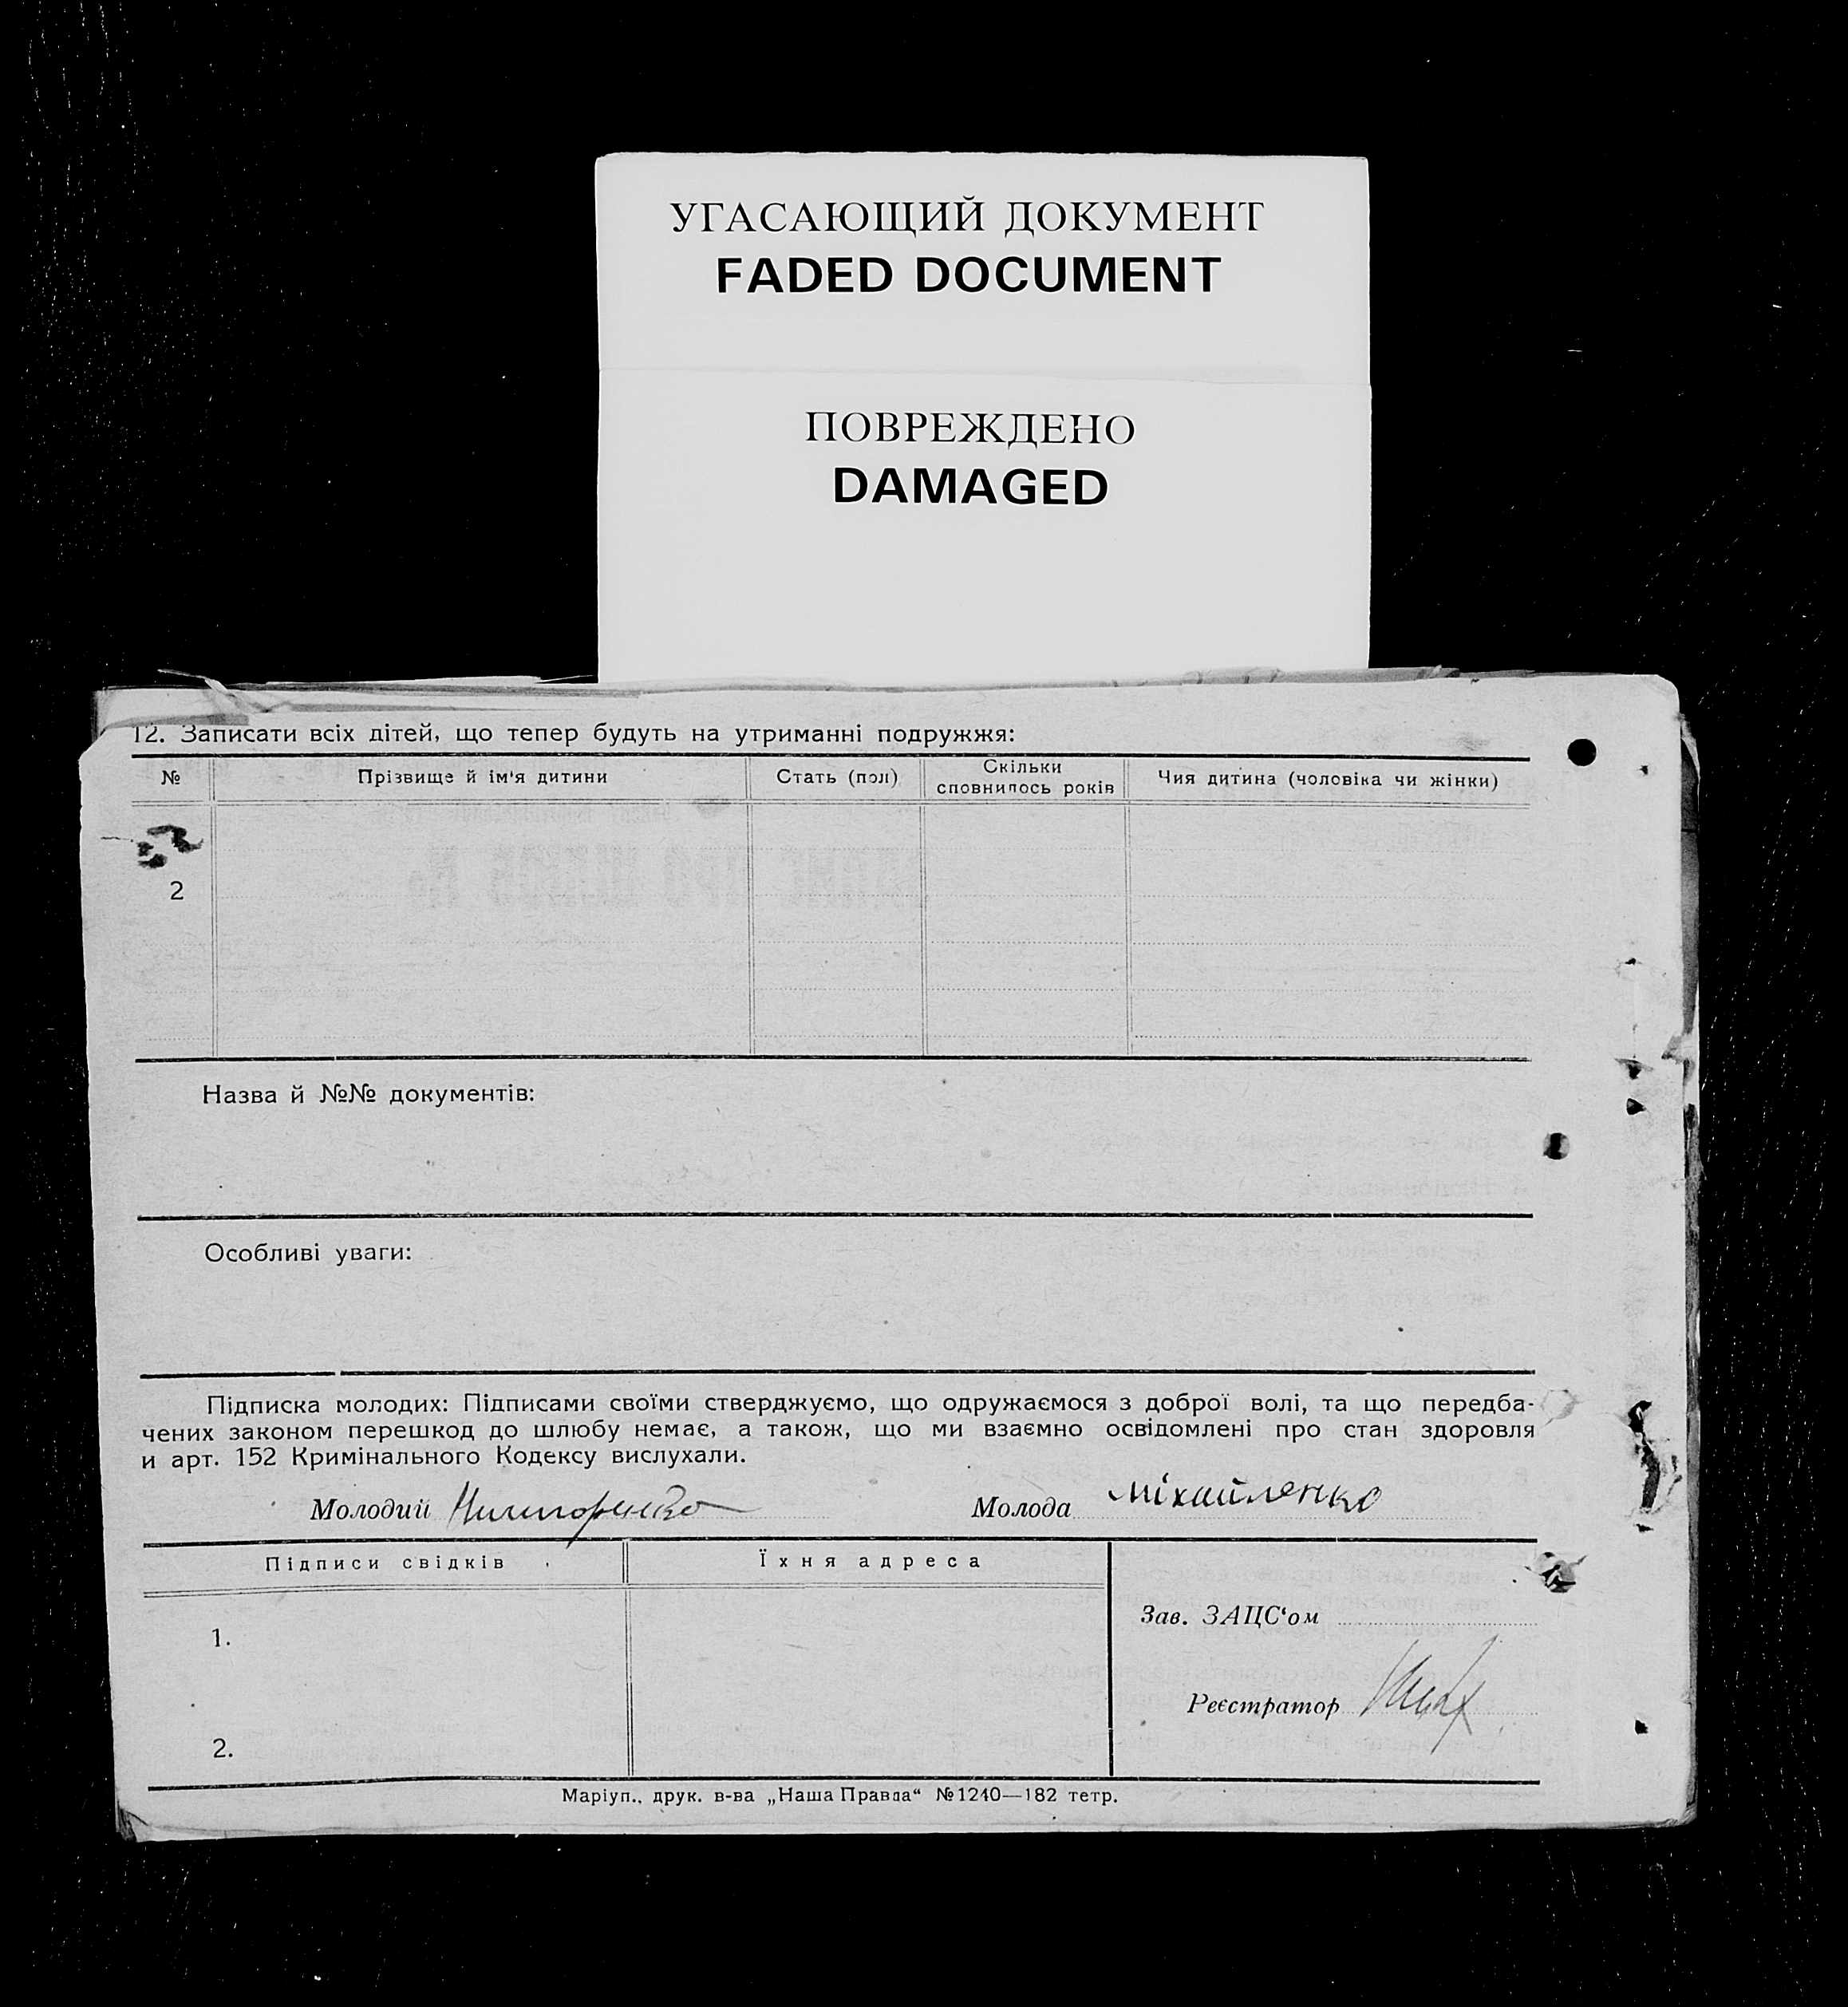 УГАСАЮЩИЙ ДОКУМЕНТ
FADED DOCUMENT
ПОВРЕЖДЕНО
DAMAGED
12. Записати всіх дітей, що тепер будуть на утриманні подружжя:
№ Прізвище й ім'я дитини Стать (пол) Скільки сповнилось років Чия дитина (чоловіка чи жінки)
2
Назва й №№ документів:
Особливі уваги:
Підписка молодих: Підписами своїми стверджуємо, що одружаємося з доброї волі, та що передба-
чених законом перешкод до шлюбу немає, а також, що ми взаємно освідомлені про стан здоровля
и арт. 152 Кримінального Кодексу вислухали.
Молодий Молода Міхайленко
Підписи свідків Їхня адреса
Зав. ЗАЦС‘ом
1.
Реєстратор
2.
Маріуп., друк. в-ва „Наша Правда“ №1240—182 тетр.